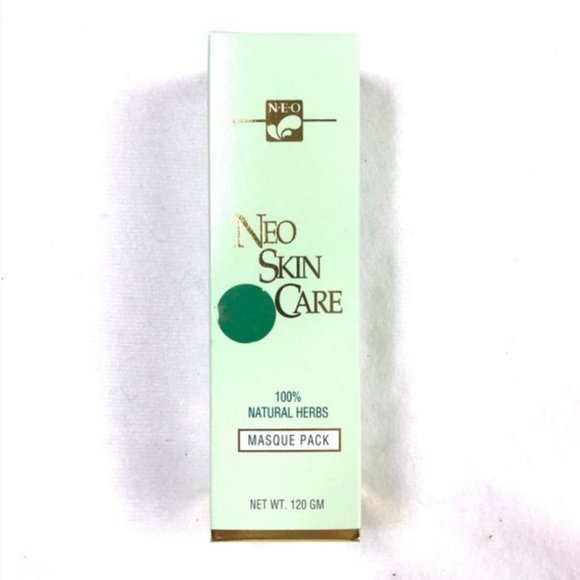 N·E·O
NEO
SKIN
CARE
100%
NATURAL HERBS
MASQUE PACK
NET WT. 120 GM